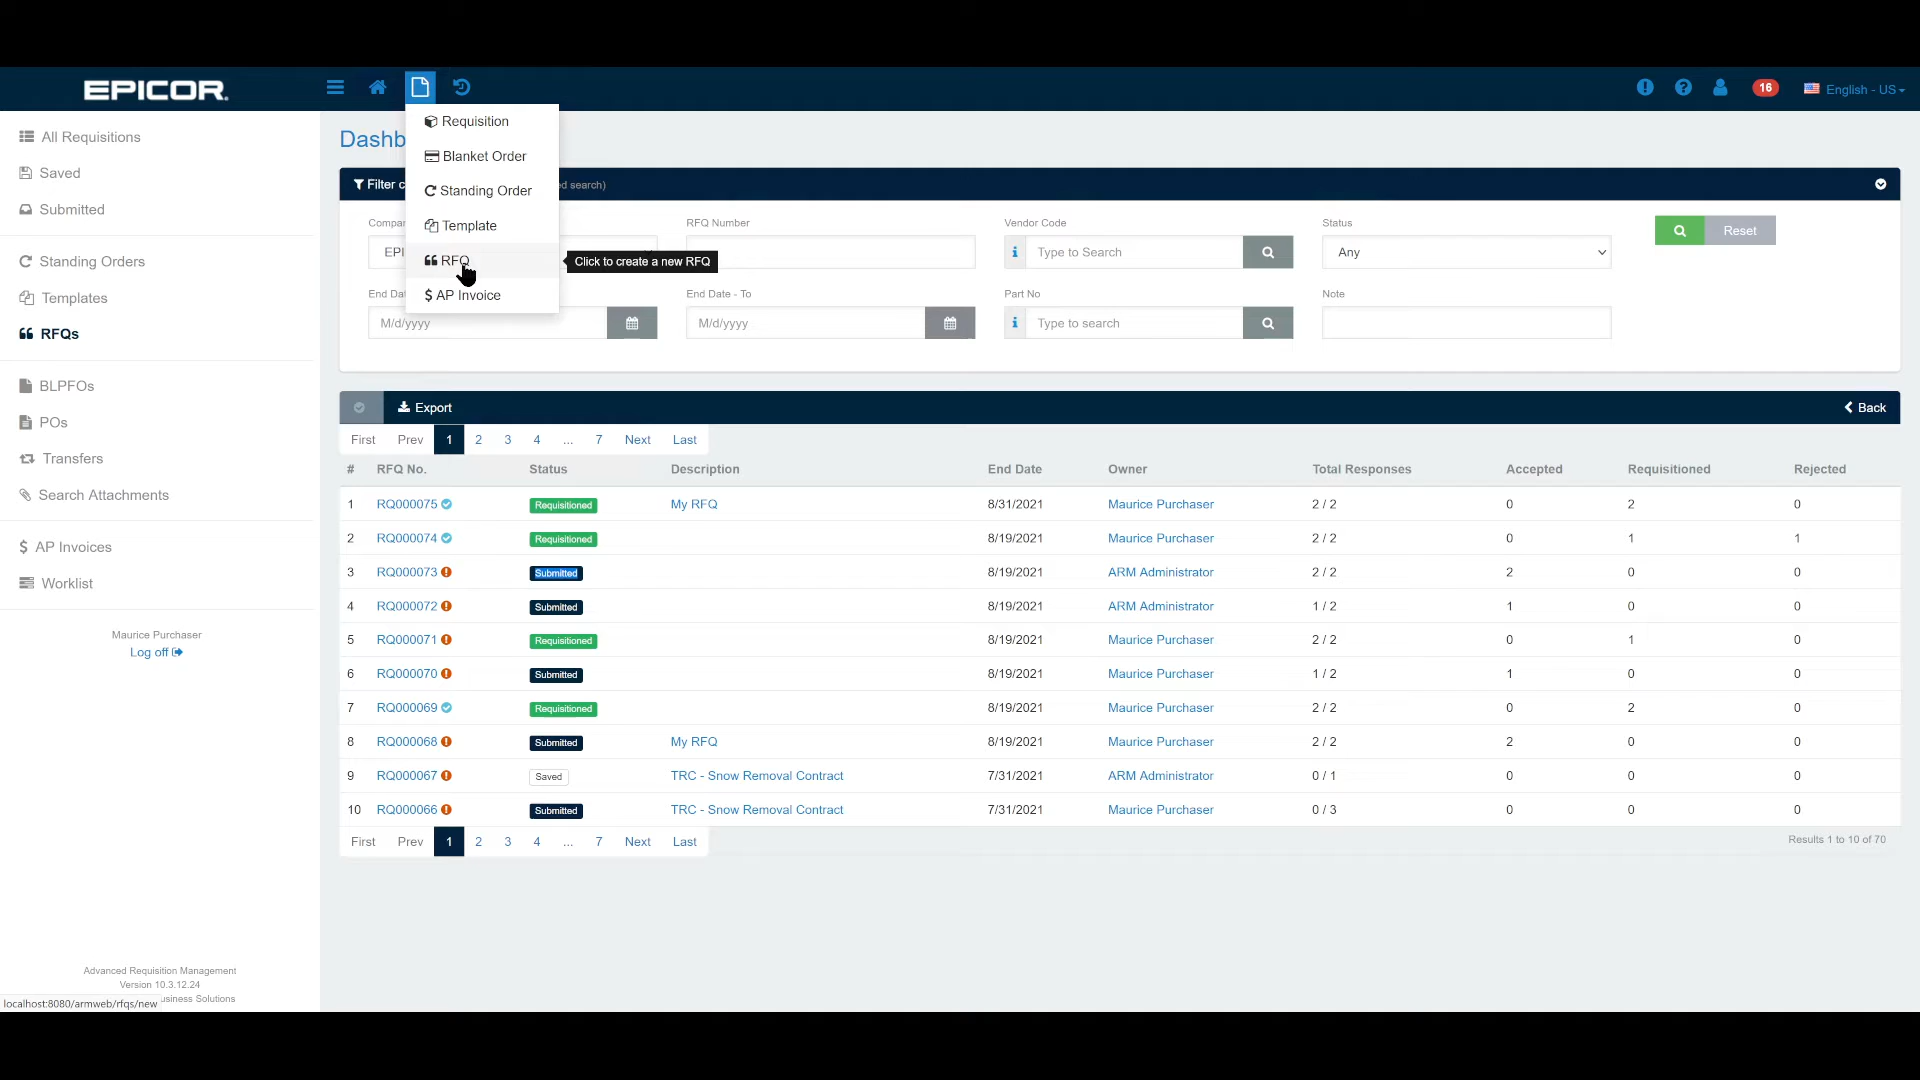 EPICOR.
16
English - US
All Requisitions
Saved
Submitted
Standing Orders
Templates
RFQs
BLPFOs
POs
Transfers
Search Attachments
AP Invoices
Worklist
Maurice Purchaser
Log off
Advanced Requisition Management
Version 10.3.12.24
usiness Solutions
localhost:8080/armweb/rfqs/new
Requisition
Blanket Order
Standing Order
Template
RFQ
AP Invoice
Click to create a new RFQ
Dashb
Filter c
ed search)
Compan
EPI
RFQ Number
Vendor Code
Type to Search
Status
Any
Reset
End Dat
M/d/yyyy
End Date - To
M/d/yyyy
Part No
Type to search
Note
Export
Back
First Prev 1 2 3 4 ... 7 Next Last
# RFQ No. Status Description End Date Owner Total Responses Accepted Requisitioned Rejected
1 RQ000075 Requisitioned My RFQ 8/31/2021 Maurice Purchaser 2 / 2 0 2 0
2 RQ000074 Requisitioned 8/19/2021 Maurice Purchaser 2 / 2 0 1 1
3 RQ000073 Submitted 8/19/2021 ARM Administrator 2 / 2 2 0 0
4 RQ000072 Submitted 8/19/2021 ARM Administrator 1 / 2 1 0 0
5 RQ000071 Requisitioned 8/19/2021 Maurice Purchaser 2 / 2 0 1 0
6 RQ000070 Submitted 8/19/2021 Maurice Purchaser 1 / 2 1 0 0
7 RQ000069 Requisitioned 8/19/2021 Maurice Purchaser 2 / 2 0 2 0
8 RQ000068 Submitted My RFQ 8/19/2021 Maurice Purchaser 2 / 2 2 0 0
9 RQ000067 Saved TRC - Snow Removal Contract 7/31/2021 ARM Administrator 0 / 1 0 0 0
10 RQ000066 Submitted TRC - Snow Removal Contract 7/31/2021 Maurice Purchaser 0 / 3 0 0 0
First Prev 1 2 3 4 ... 7 Next Last
Results 1 to 10 of 70